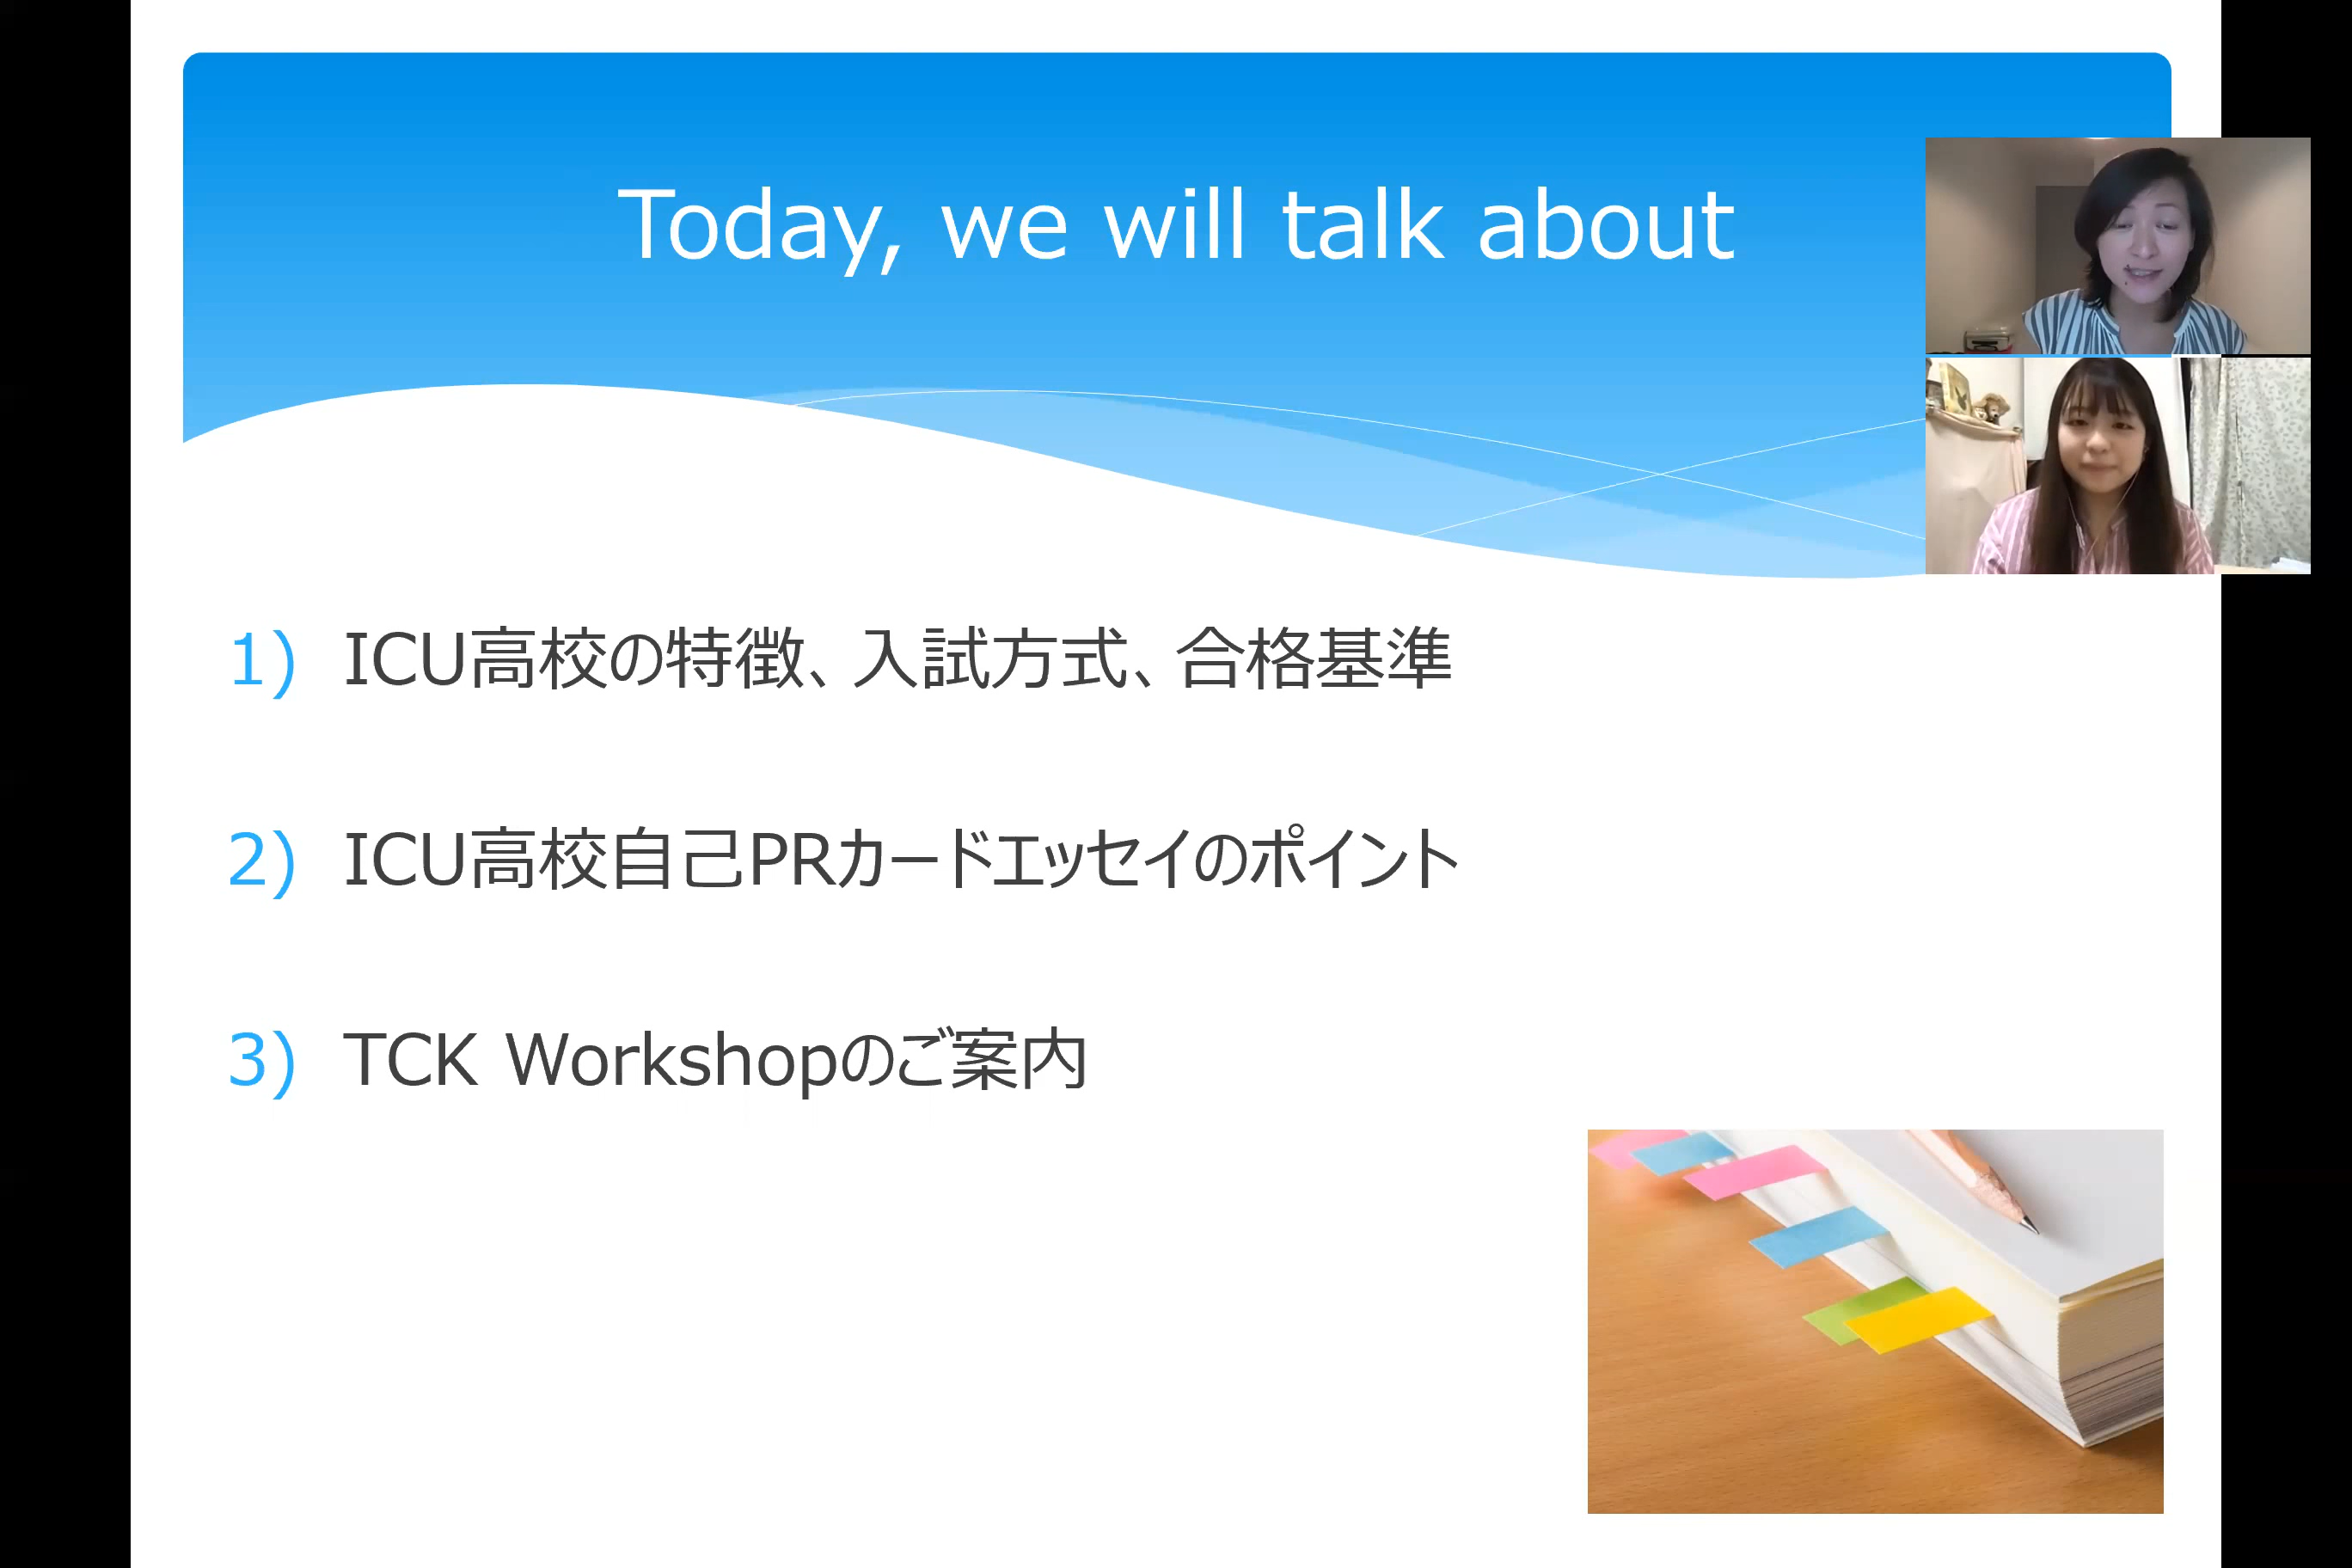 Today, we will talk about
1) ICU高校の特徴、入試方式、合格基準
2) ICU高校自己PRカードエッセイのポイント
3) TCK Workshopのご案内